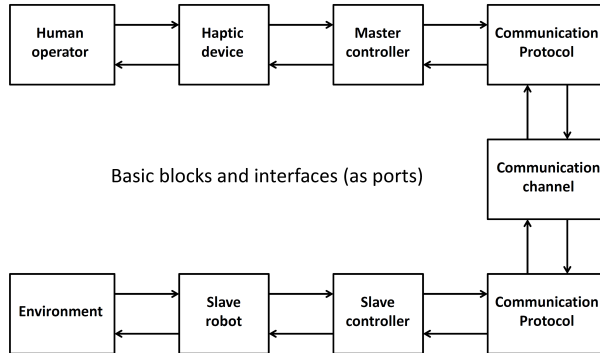 Human
operator
Haptic
device
Master
controller
Communication
Protocol
Communication
channel
Basic blocks and interfaces (as ports)
Environment
Slave
robot
Slave
controller
Communication
Protocol